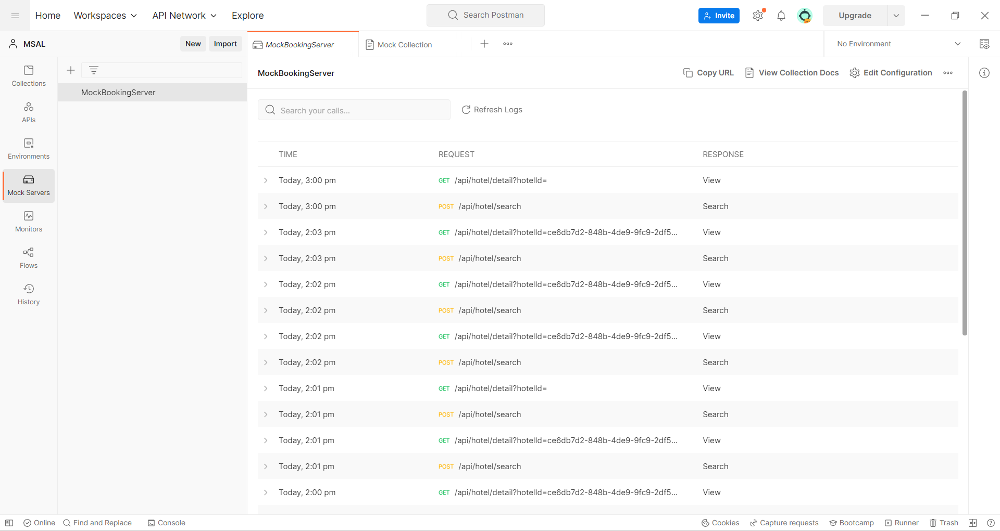 Home Workspaces API Network Explore Search Postman Invite Upgrade
MSAL New Import MockBookingServer Mock Collection No Environment
Collections
APIs
Environments
Mock Servers
Monitors
Flows
History
MockBookingServer
MockBookingServer Copy URL View Collection Docs Edit Configuration
Search your calls... Refresh Logs
TIME REQUEST RESPONSE
Today, 3:00 pm GET /api/hotel/detail?hotelId= View
Today, 3:00 pm POST /api/hotel/search Search
Today, 2:03 pm GET /api/hotel/detail?hotelId=ce6db7d2-848b-4de9-9fc9-2df5... View
Today, 2:03 pm POST /api/hotel/search Search
Today, 2:02 pm GET /api/hotel/detail?hotelId=ce6db7d2-848b-4de9-9fc9-2df5... View
Today, 2:02 pm POST /api/hotel/search Search
Today, 2:02 pm GET /api/hotel/detail?hotelId=ce6db7d2-848b-4de9-9fc9-2df5... View
Today, 2:02 pm POST /api/hotel/search Search
Today, 2:01 pm GET /api/hotel/detail?hotelId= View
Today, 2:01 pm POST /api/hotel/search Search
Today, 2:01 pm GET /api/hotel/detail?hotelId=ce6db7d2-848b-4de9-9fc9-2df5... View
Today, 2:01 pm POST /api/hotel/search Search
Today, 2:00 pm GET /api/hotel/detail?hotelId=ce6db7d2-848b-4de9-9fc9-2df5... View
Online Find and Replace Console Cookies Capture requests Bootcamp Runner Trash